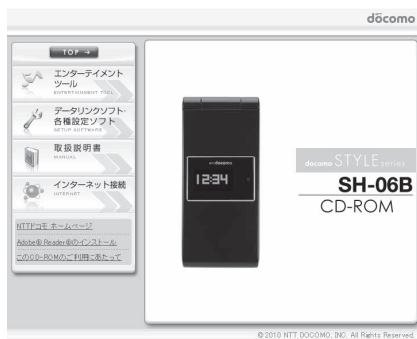 döcomo
TOP →
エンターテイメント
ツール
ENTERTAINMENT TOOL
データリンクソフト・
各種設定ソフト
SETUP SOFTWARE
取扱説明書
MANUAL
インターネット接続
INTERNET
NTTドコモ ホームページ
Adobe® Reader®のインストール
このCD-ROMのご利用にあたって
docomo
12:34
docomo STYLE series
SH-06B
CD-ROM
© 2010 NTT DOCOMO, INC. All Rights Reserved.